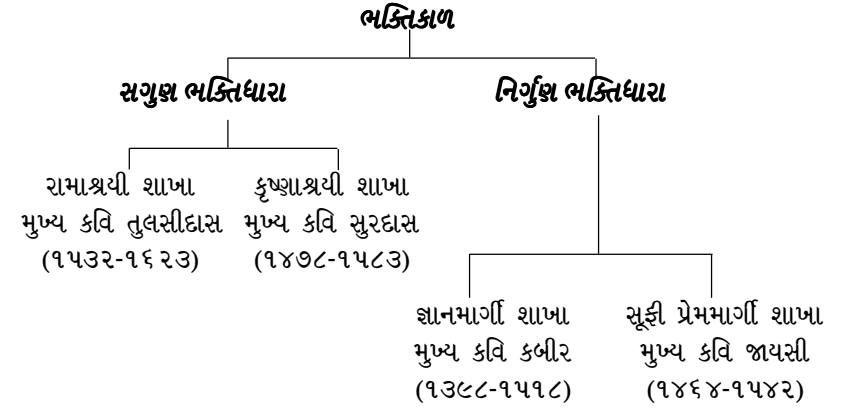 ભક્તિકાળ
સગુણ ભક્તિધારા
નિર્ગુણ ભક્તિધારા
રામાશ્રયી શાખા
મુખ્ય કવિ તુલસીદાસ
(૧૫૩૨-૧૬૨૩)
કૃષ્ણાશ્રયી શાખા
મુખ્ય કવિ સુરદાસ
(૧૪૭૮-૧૫૮૩)
જ્ઞાનમાર્ગી શાખા
મુખ્ય કવિ કબીર
(૧૩૯૮-૧૫૧૮)
સૂફી પ્રેમમાર્ગી શાખા
મુખ્ય કવિ જાયસી
(૧૪૬૪-૧૫૪૨)